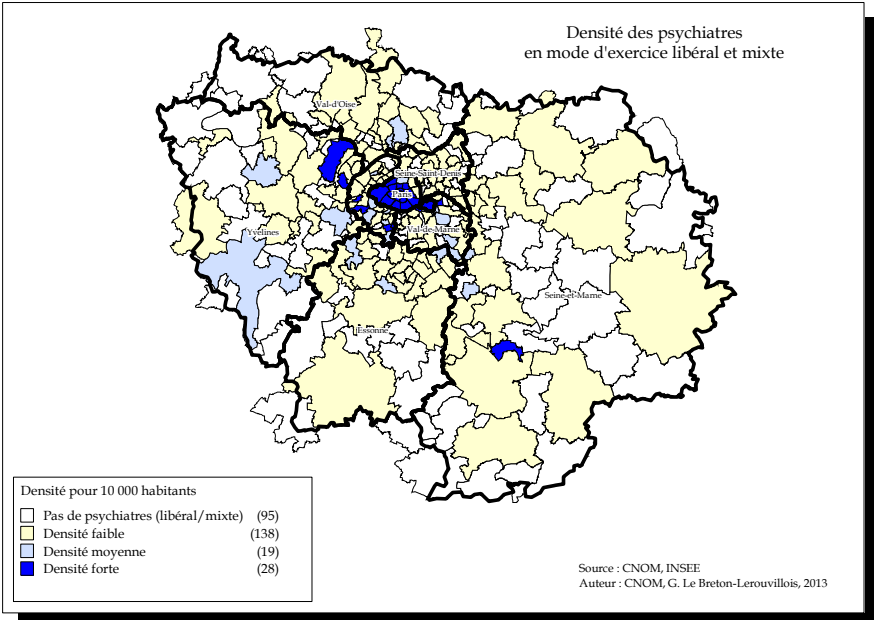 Densité des psychiatres
en mode d'exercice libéral et mixte
Val-d'Oise
Seine-Saint-Denis
Paris
Yvelines
Val-de-Marne
Seine-et-Marne
Essonne
Densité pour 10 000 habitants
Pas de psychiatres (libéral/mixte) (95)
Densité faible (138)
Densité moyenne (19)
Densité forte (28)
Source : CNOM, INSEE
Auteur : CNOM, G. Le Breton-Lerouvillois, 2013